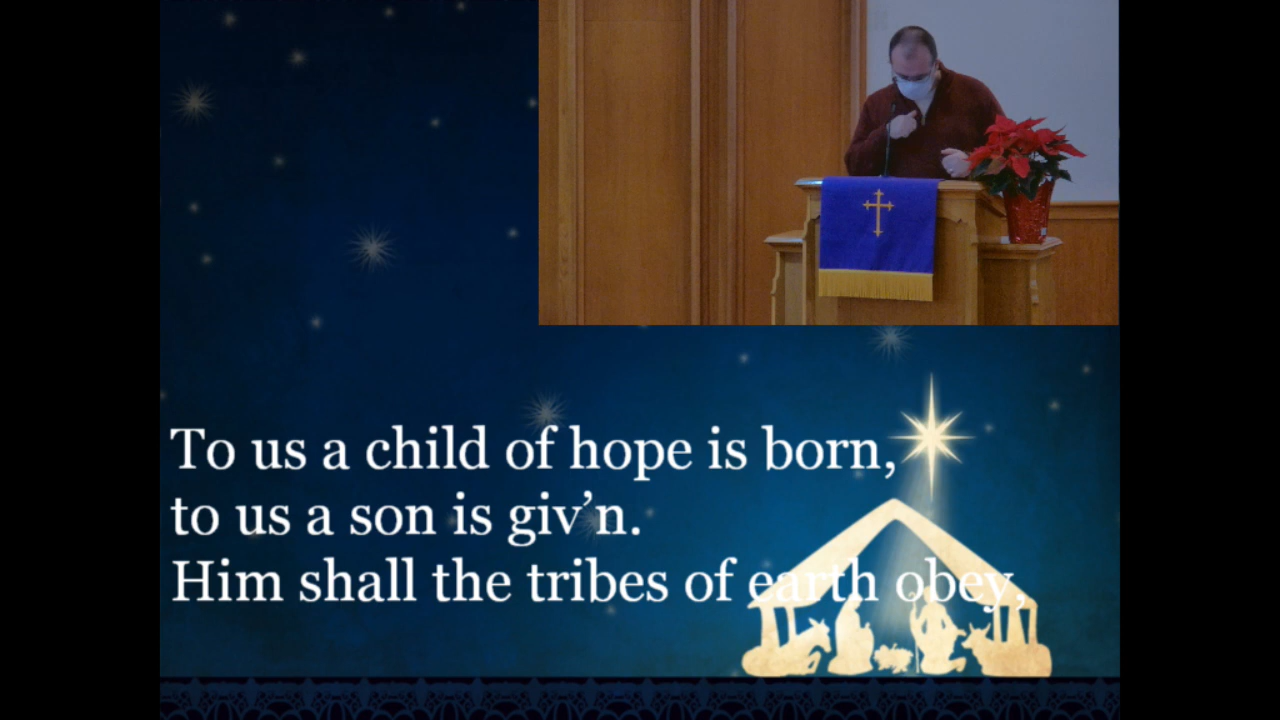 To us a child of hope is born,
to us a son is giv’n.
Him shall the tribes of earth obey,